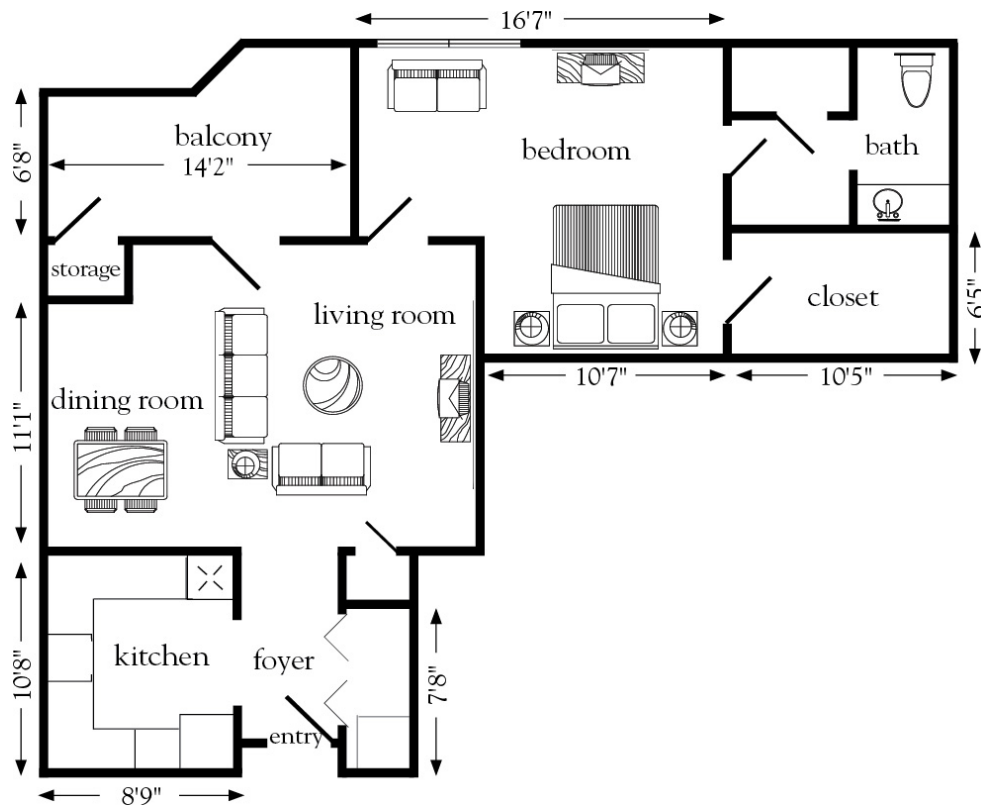 16'7"
balcony
14'2"
6'8"
bedroom
bath
storage
living room
closet
6'5"
10'7"
10'5"
dining room
11'1"
kitchen
foyer
10'8"
7'8"
entry
8'9"